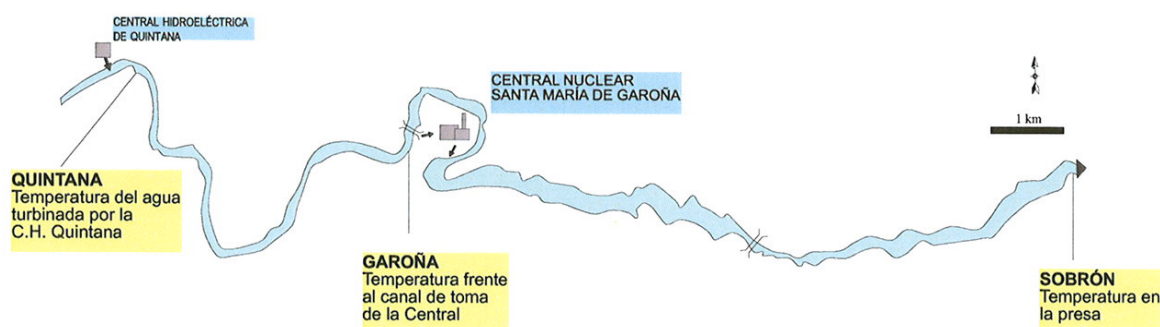 CENTRAL HIDROELÉCTRICA
DE QUINTANA
CENTRAL NUCLEAR
SANTA MARÍA DE GAROÑA
1 km
QUINTANA
Temperatura del agua
turbinada por la
C.H. Quintana
GAROÑA
Temperatura frente
al canal de toma
de la Central
SOBRÓN
Temperatura en
la presa